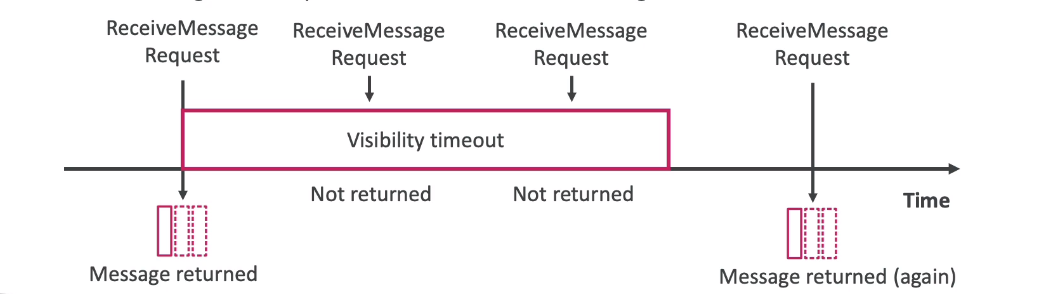 ReceiveMessage
Request
ReceiveMessage
Request
ReceiveMessage
Request
ReceiveMessage
Request
Visibility timeout
Not returned
Not returned
Time
Message returned
Message returned (again)